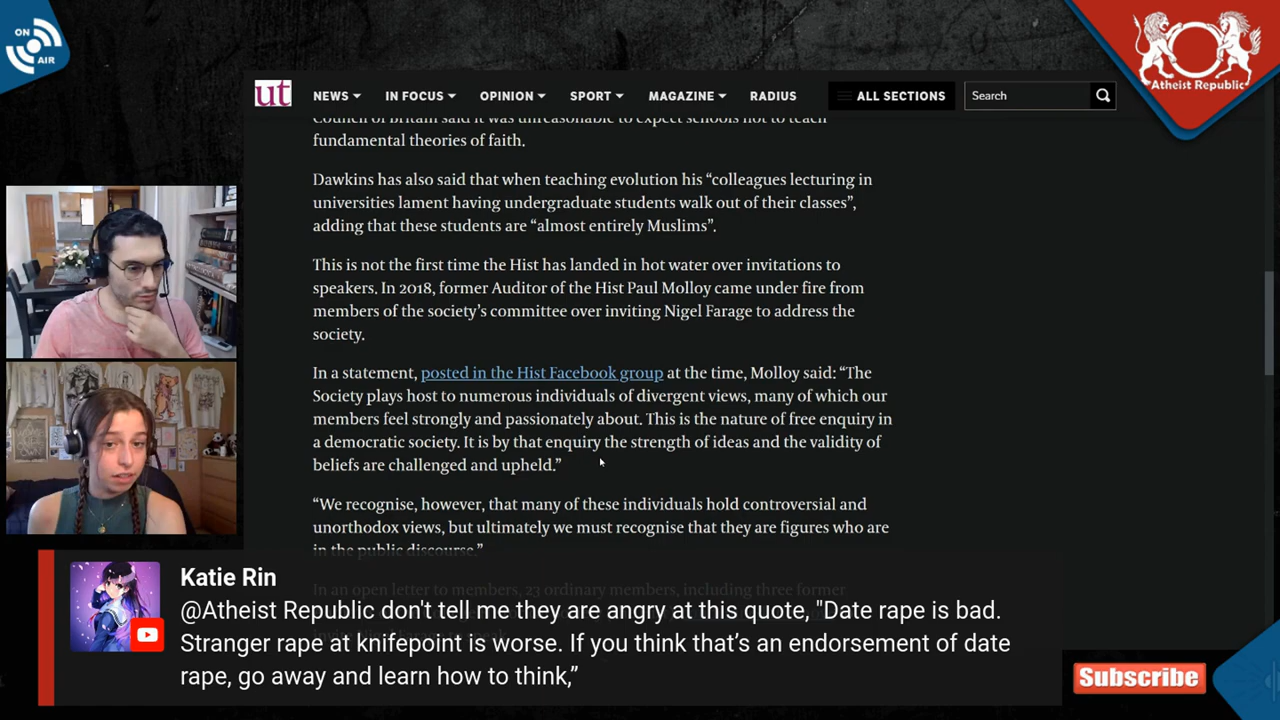 ON
AIR
ut
NEWS
IN FOCUS
OPINION
SPORT
MAGAZINE
RADIUS
ALL SECTIONS
Search
Atheist Republic
Council of Britain said it was unreasonable to expect schools not to teach
fundamental theories of faith.
Dawkins has also said that when teaching evolution his “colleagues lecturing in
universities lament having undergraduate students walk out of their classes”,
adding that these students are “almost entirely Muslims”.
This is not the first time the Hist has landed in hot water over invitations to
speakers. In 2018, former Auditor of the Hist Paul Molloy came under fire from
members of the society’s committee over inviting Nigel Farage to address the
society.
In a statement, posted in the Hist Facebook group at the time, Molloy said: “The
Society plays host to numerous individuals of divergent views, many of which our
members feel strongly and passionately about. This is the nature of free enquiry in
a democratic society. It is by that enquiry the strength of ideas and the validity of
beliefs are challenged and upheld.”
“We recognise, however, that many of these individuals hold controversial and
unorthodox views, but ultimately we must recognise that they are figures who are
in the public discourse.”
In an open letter to members, 23 ordinary members, including three former
Katie Rin
@Atheist Republic don't tell me they are angry at this quote, "Date rape is bad.
Stranger rape at knifepoint is worse. If you think that’s an endorsement of date
rape, go away and learn how to think,”
Subscribe